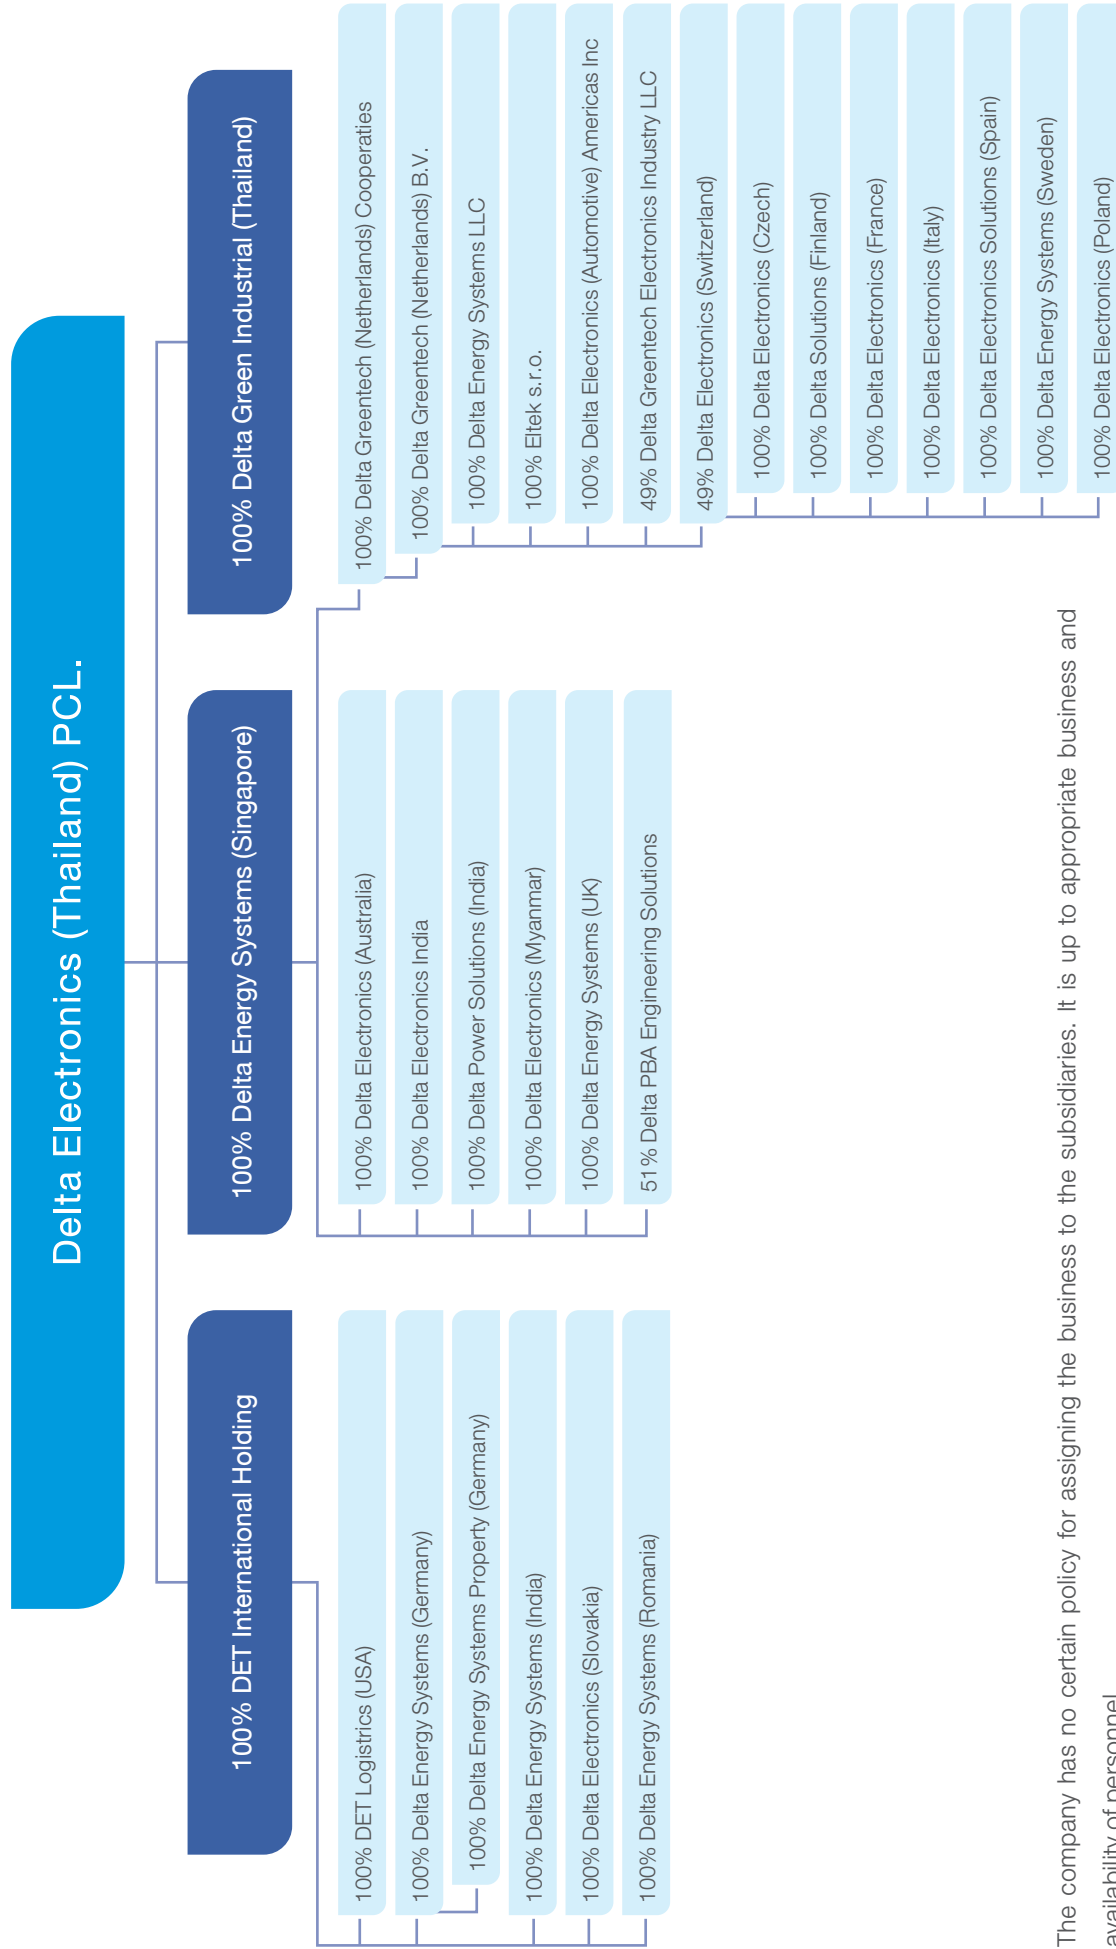 Delta Electronics (Thailand) PCL.
100% DET International Holding
100% DET Logistrics (USA)
100% Delta Energy Systems (Germany)
100% Delta Energy Systems Property (Germany)
100% Delta Energy Systems (India)
100% Delta Electronics (Slovakia)
100% Delta Energy Systems (Romania)
100% Delta Energy Systems (Singapore)
100% Delta Electronics (Australia)
100% Delta Electronics India
100% Delta Power Solutions (India)
100% Delta Electronics (Myanmar)
100% Delta Energy Systems (UK)
51% Delta PBA Engineering Solutions
100% Delta Green Industrial (Thailand)
100% Delta Greentech (Netherlands) Cooperaties
100% Delta Greentech (Netherlands) B.V.
100% Delta Energy Systems LLC
100% Eltek s.r.o.
100% Delta Electronics (Automotive) Americas Inc
49% Delta Greentech Electronics Industry LLC
49% Delta Electronics (Switzerland)
100% Delta Electronics (Czech)
100% Delta Solutions (Finland)
100% Delta Electronics (France)
100% Delta Electronics (Italy)
100% Delta Electronics Solutions (Spain)
100% Delta Energy Systems (Sweden)
100% Delta Electronics (Poland)
The company has no certain policy for assigning the business to the subsidiaries. It is up to appropriate business and
availability of personnel